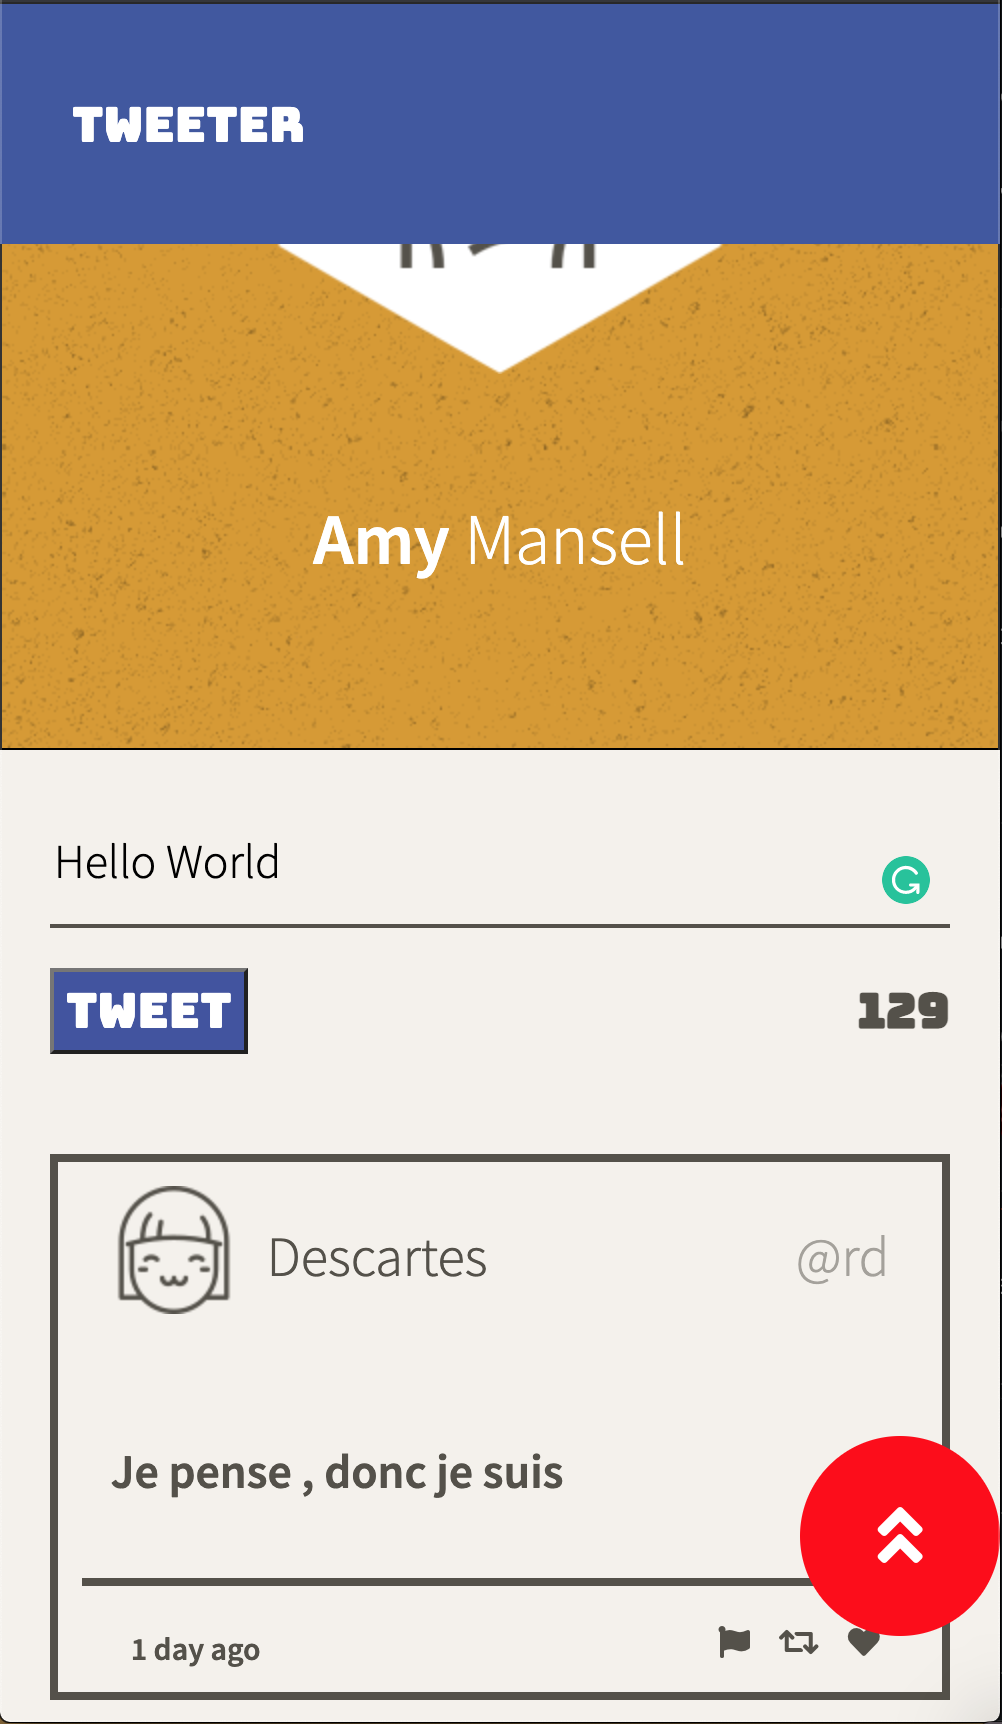 TWEETER
Amy Mansell
Hello World
TWEET 129
Descartes @rd
Je pense , donc je suis
1 day ago